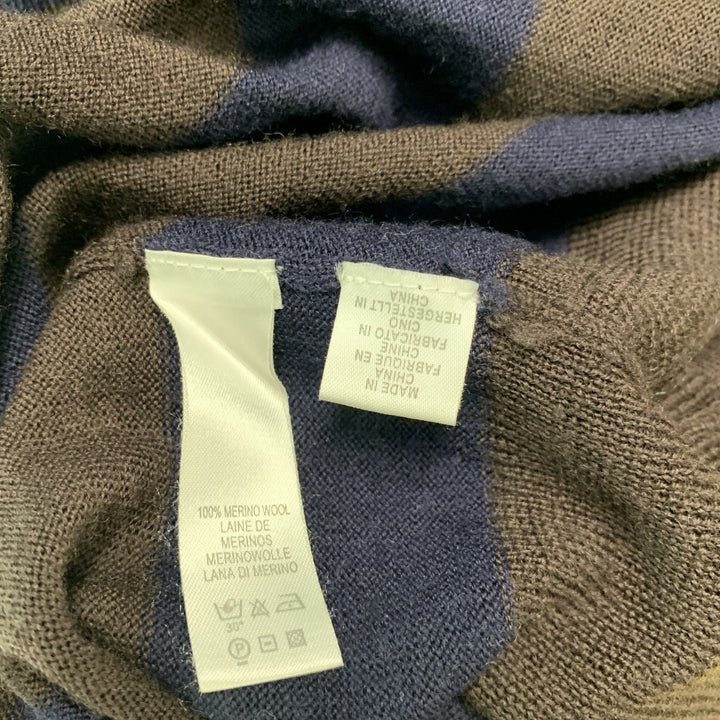 100% MERINO WOOL
LAINE DE
MERINOS
MERINOWOLLE
LANA DI MERINO
30°
P
MADE IN
CHINA
FABRIQUE EN
CHINE
FABRICATO IN
CINO
HERGESTELLT IN
CHINA